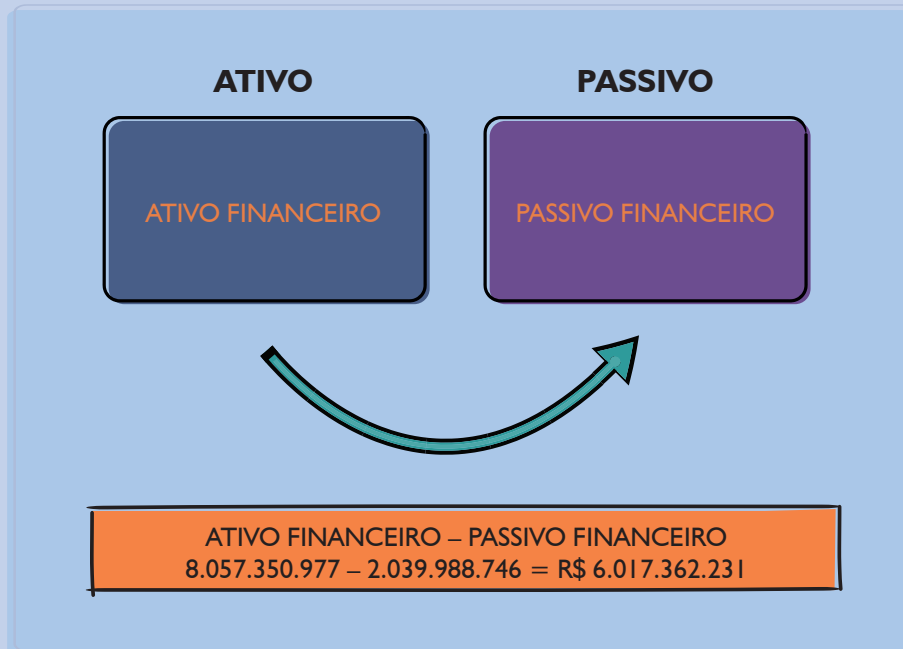 ATIVO
PASSIVO
ATIVO FINANCEIRO
PASSIVO FINANCEIRO
ATIVO FINANCEIRO – PASSIVO FINANCEIRO
8.057.350.977 – 2.039.988.746 = R$ 6.017.362.231